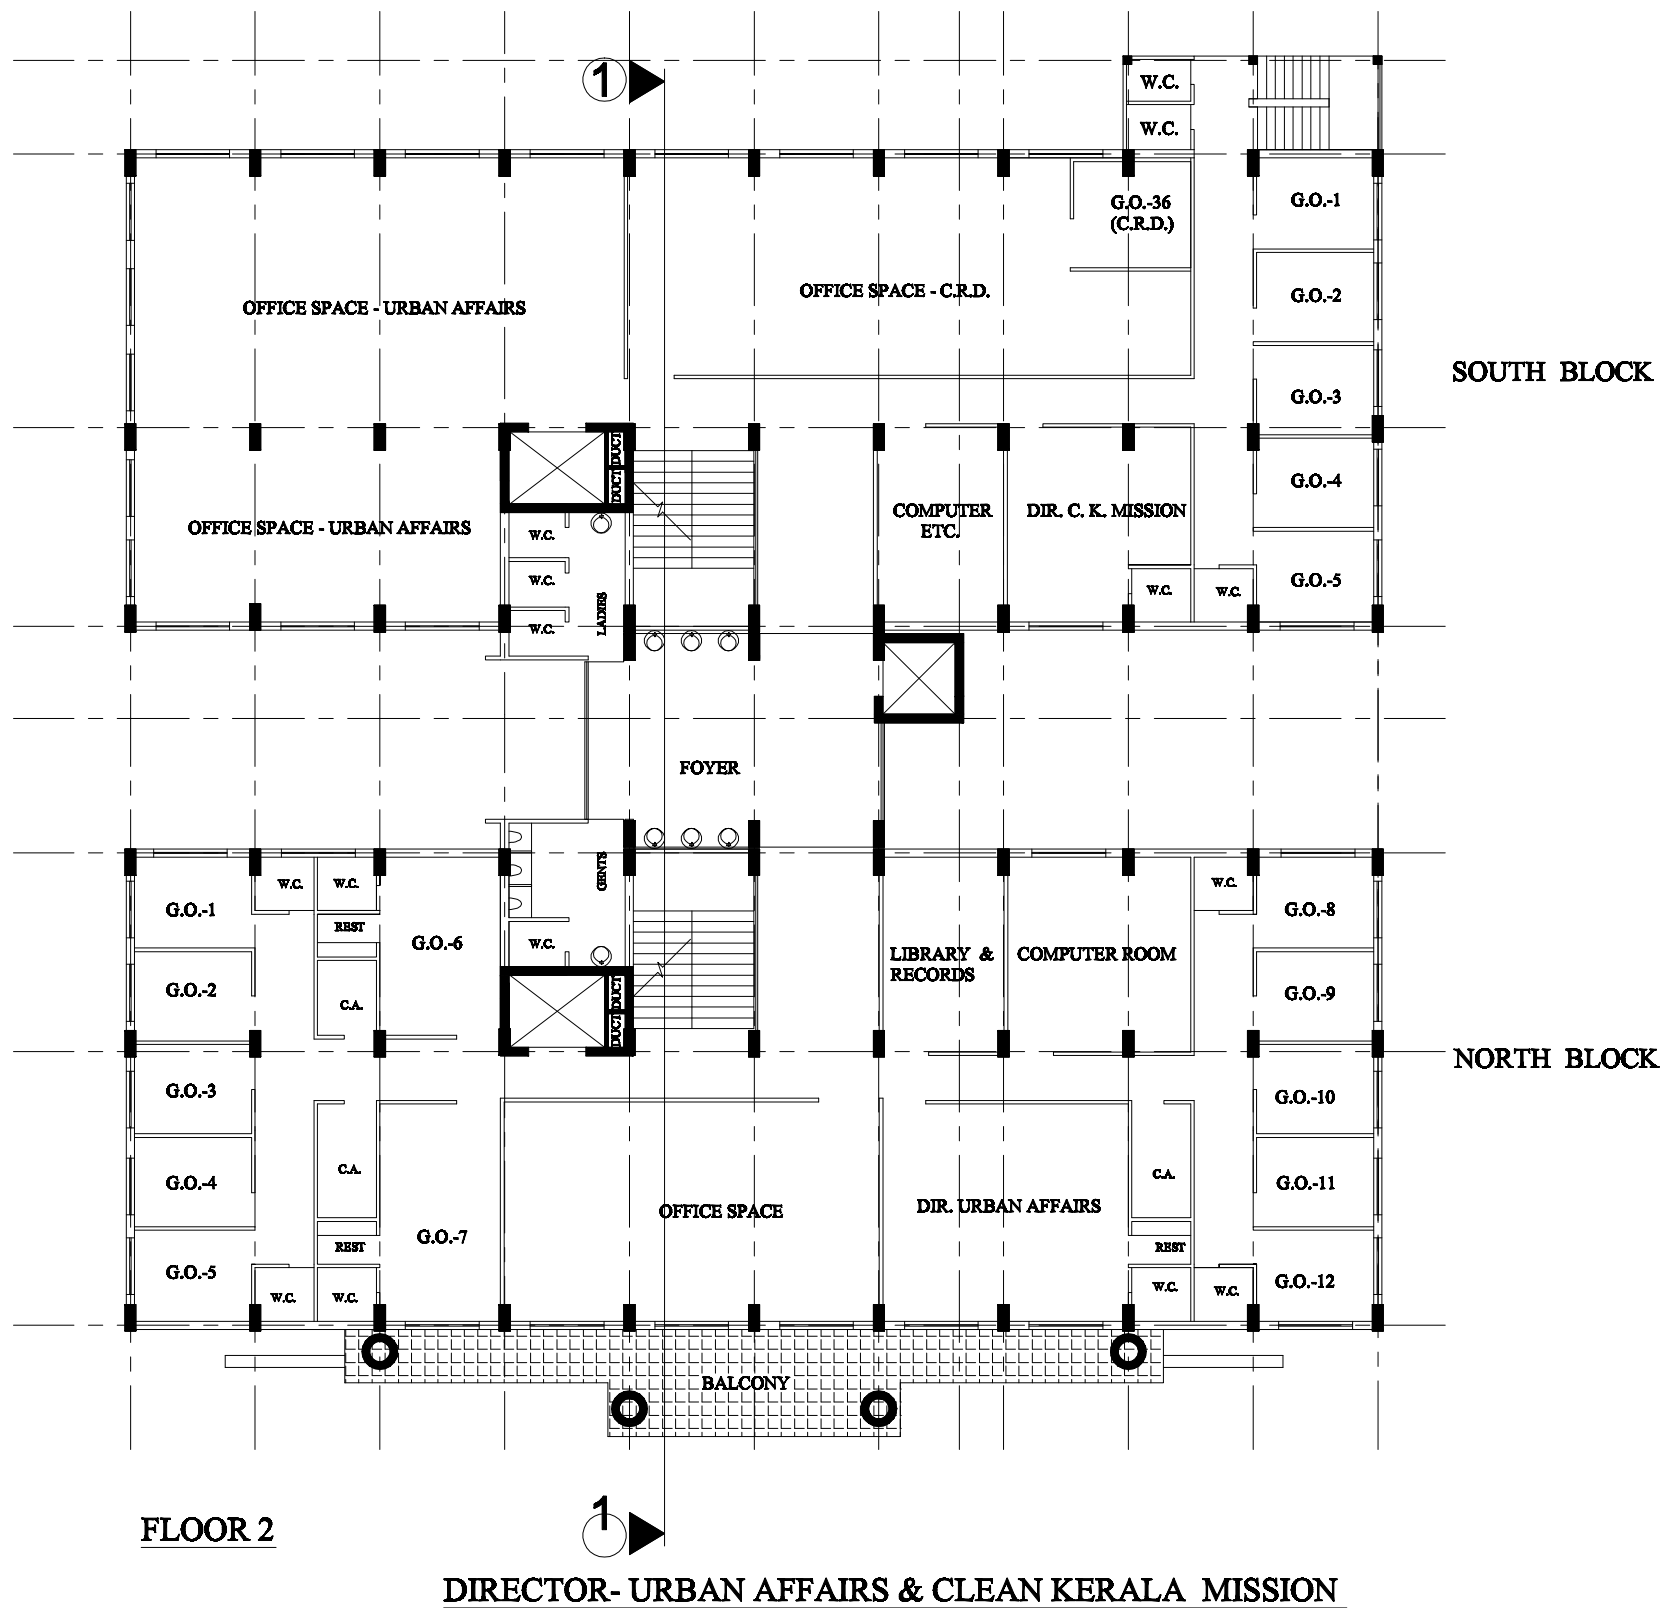 1
W.C.
W.C.
G.O.-36
(C.R.D.)
G.O.-1
OFFICE SPACE - URBAN AFFAIRS
OFFICE SPACE - C.R.D.
G.O.-2
SOUTH BLOCK
G.O.-3
DUCT
DUCT
G.O.-4
OFFICE SPACE - URBAN AFFAIRS
W.C.
COMPUTER
ETC.
DIR. C. K. MISSION
W.C.
W.C.
LADIES
W.C.
W.C.
G.O.-5
FOYER
GENTS
G.O.-1
W.C.
W.C.
REST
G.O.-6
W.C.
W.C.
G.O.-8
LIBRARY &
RECORDS
COMPUTER ROOM
G.O.-2
C.A.
DUCT
DUCT
G.O.-9
NORTH BLOCK
G.O.-3
G.O.-10
G.O.-4
C.A.
OFFICE SPACE
DIR. URBAN AFFAIRS
C.A.
G.O.-11
G.O.-7
REST
REST
G.O.-5
W.C.
W.C.
W.C.
W.C.
G.O.-12
BALCONY
1
FLOOR 2
DIRECTOR- URBAN AFFAIRS & CLEAN KERALA MISSION